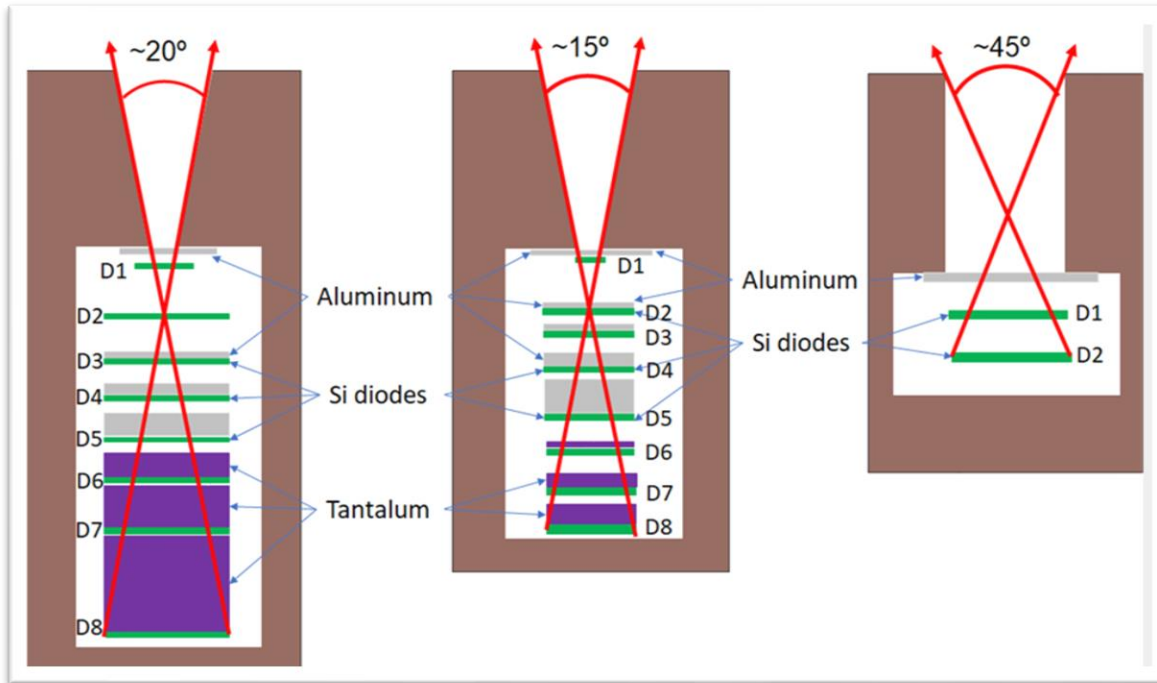 ~20º
~15º
~45º
D1
D2
D3
D4
D5
D6
D7
D8
Aluminum
Si diodes
Tantalum
D1
D2
D3
D4
D5
D6
D7
D8
Aluminum
Si diodes
D1
D2